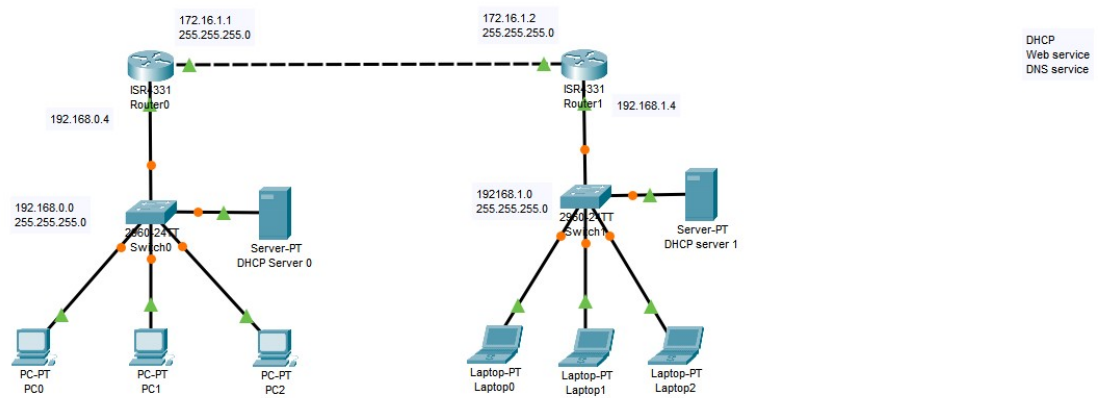 172.16.1.1
255.255.255.0
172.16.1.2
255.255.255.0
DHCP
Web service
DNS service
ISR4331
Router0
ISR4331
Router1
192.168.0.4
192.168.1.4
192.168.0.0
255.255.255.0
2960-24TT
Switch0
Server-PT
DHCP Server 0
192168.1.0
255.255.255.0
2960-24TT
Switch1
Server-PT
DHCP server 1
PC-PT
PC0
PC-PT
PC1
PC-PT
PC2
Laptop-PT
Laptop0
Laptop-PT
Laptop1
Laptop-PT
Laptop2